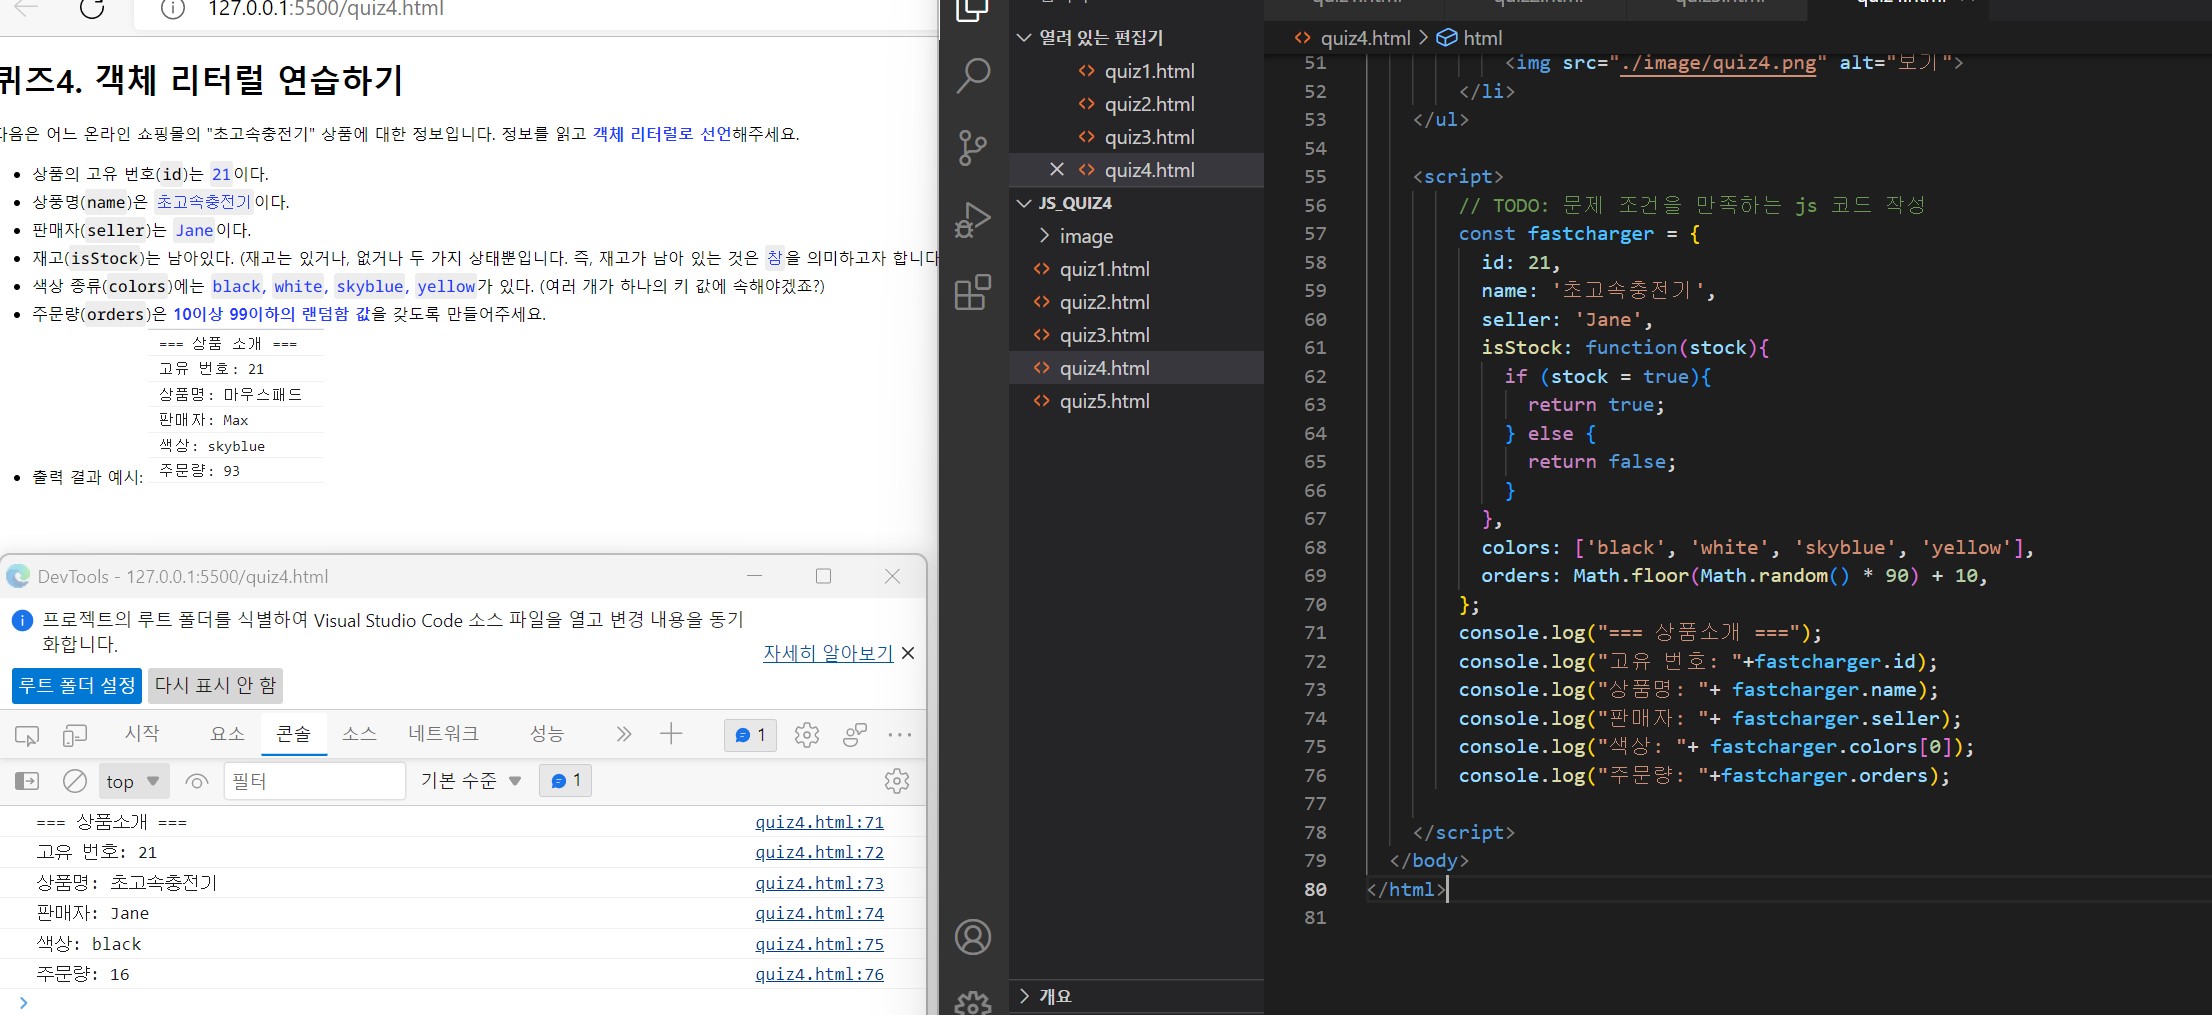 127.0.0.1:5500/quiz4.html
퀴즈4. 객체 리터럴 연습하기
다음은 어느 온라인 쇼핑몰의 "초고속충전기" 상품에 대한 정보입니다. 정보를 읽고 객체 리터럴로 선언해주세요.
상품의 고유 번호(id)는 21이다.
상품명(name)은 초고속충전기이다.
판매자(seller)는 Jane이다.
재고(isStock)는 남아있다. (재고는 있거나, 없거나 두 가지 상태뿐입니다. 즉, 재고가 남아 있는 것은 참을 의미하고자 합니다
색상 종류(colors)에는 black, white, skyblue, yellow가 있다. (여러 개가 하나의 키 값에 속해야겠죠?)
주문량(orders)은 10이상 99이하의 랜덤함 값을 갖도록 만들어주세요.
=== 상품 소개 ===
고유 번호: 21
상품명: 마우스패드
판매자: Max
색상: skyblue
주문량: 93
출력 결과 예시:
DevTools - 127.0.0.1:5500/quiz4.html
프로젝트의 루트 폴더를 식별하여 Visual Studio Code 소스 파일을 열고 변경 내용을 동기
화합니다.
자세히 알아보기
루트 폴더 설정 다시 표시 안 함
시작 요소 콘솔 소스 네트워크 성능 1
top 필터 기본 수준 1
=== 상품소개 === quiz4.html:71
고유 번호: 21 quiz4.html:72
상품명: 초고속충전기 quiz4.html:73
판매자: Jane quiz4.html:74
색상: black quiz4.html:75
주문량: 16 quiz4.html:76
열려 있는 편집기
quiz1.html
quiz2.html
quiz3.html
quiz4.html
JS_QUIZ4
image
quiz1.html
quiz2.html
quiz3.html
quiz4.html
quiz5.html
개요
quiz4.html > html
51 <img src="./image/quiz4.png" alt="보기">
52 </li>
53 </ul>
54
55 <script>
56 // TODO: 문제 조건을 만족하는 js 코드 작성
57 const fastcharger = {
58 id: 21,
59 name: '초고속충전기',
60 seller: 'Jane',
61 isStock: function(stock){
62 if (stock = true){
63 return true;
64 } else {
65 return false;
66 }
67 },
68 colors: ['black', 'white', 'skyblue', 'yellow'],
69 orders: Math.floor(Math.random() * 90) + 10,
70 };
71 console.log("=== 상품소개 ===");
72 console.log("고유 번호: "+fastcharger.id);
73 console.log("상품명: "+ fastcharger.name);
74 console.log("판매자: "+ fastcharger.seller);
75 console.log("색상: "+ fastcharger.colors[0]);
76 console.log("주문량: "+fastcharger.orders);
77
78 </script>
79 </body>
80 </html>
81